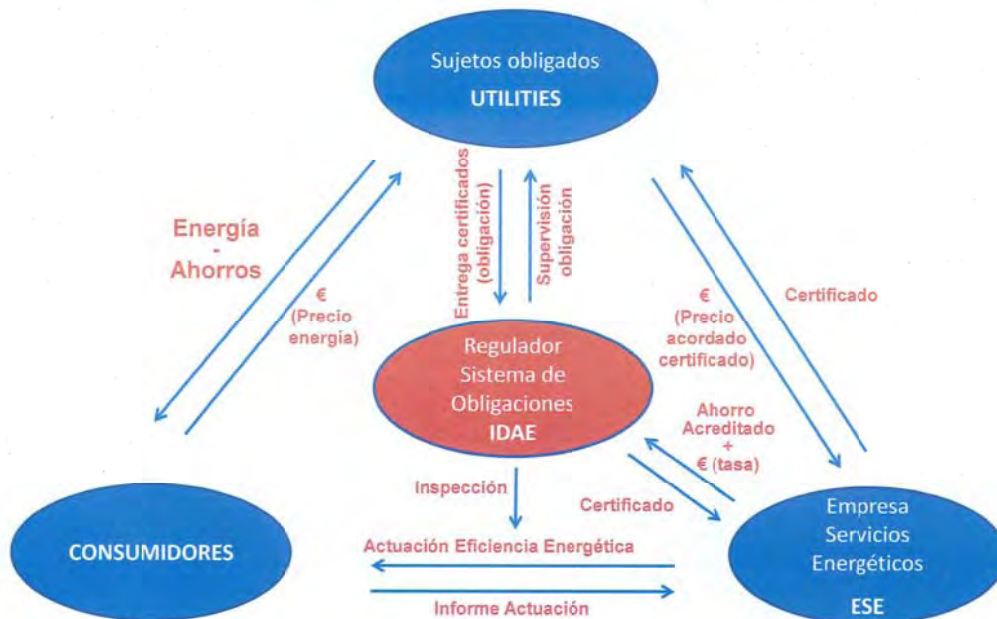 Sujetos obligados
UTILITIES
Energía
-
Ahorros
€
(Precio
energía)
Entrega certificados
(obligación)
Supervisión
obligación
€
(Precio
acordado
certificado)
Certificado
Regulador
Sistema de
Obligaciones
IDAE
Ahorro
Acreditado
+
€ (tasa)
Inspección
Certificado
CONSUMIDORES
Actuación Eficiencia Energética
Informe Actuación
Empresa
Servicios
Energéticos
ESE